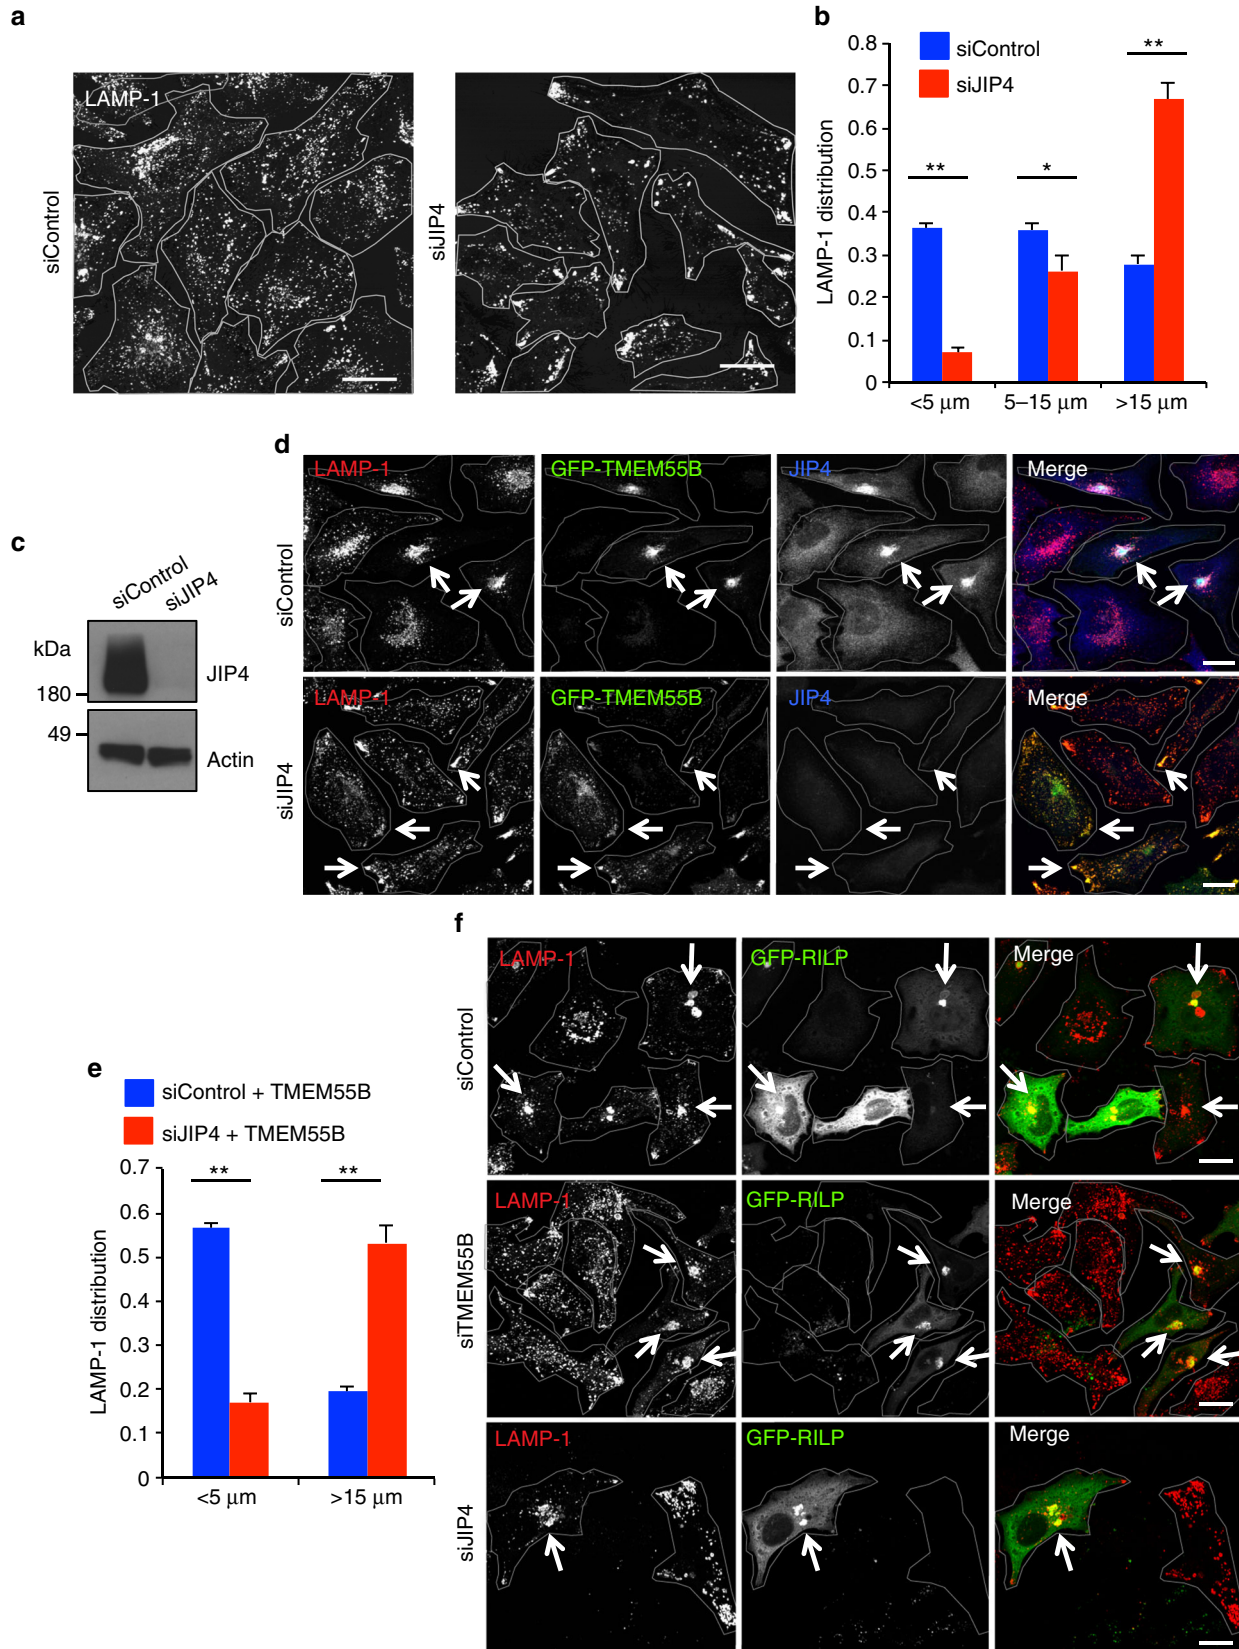 a
LAMP-1
siControl
siJIP4
b
siControl
siJIP4
LAMP-1 distribution
0.8
0.7
0.6
0.5
0.4
0.3
0.2
0.1
0
**
*
**
<5 µm
5–15 µm
>15 µm
c
siControl
siJIP4
kDa
180
49
JIP4
Actin
d
siControl
LAMP-1
GFP-TMEM55B
JIP4
Merge
siJIP4
LAMP-1
GFP-TMEM55B
JIP4
Merge
e
siControl + TMEM55B
siJIP4 + TMEM55B
LAMP-1 distribution
0.7
0.6
0.5
0.4
0.3
0.2
0.1
0
**
**
<5 µm
>15 µm
f
siControl
LAMP-1
GFP-RILP
Merge
siTMEM55B
LAMP-1
GFP-RILP
Merge
siJIP4
LAMP-1
GFP-RILP
Merge